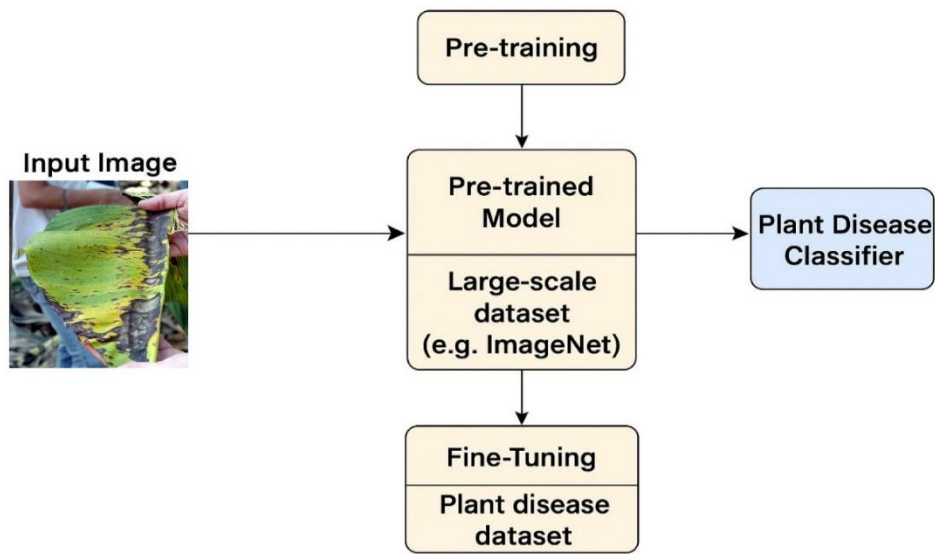 Pre-training
Input Image
Pre-trained
Model
Large-scale
dataset
(e.g. ImageNet)
Plant Disease
Classifier
Fine-Tuning
Plant disease
dataset